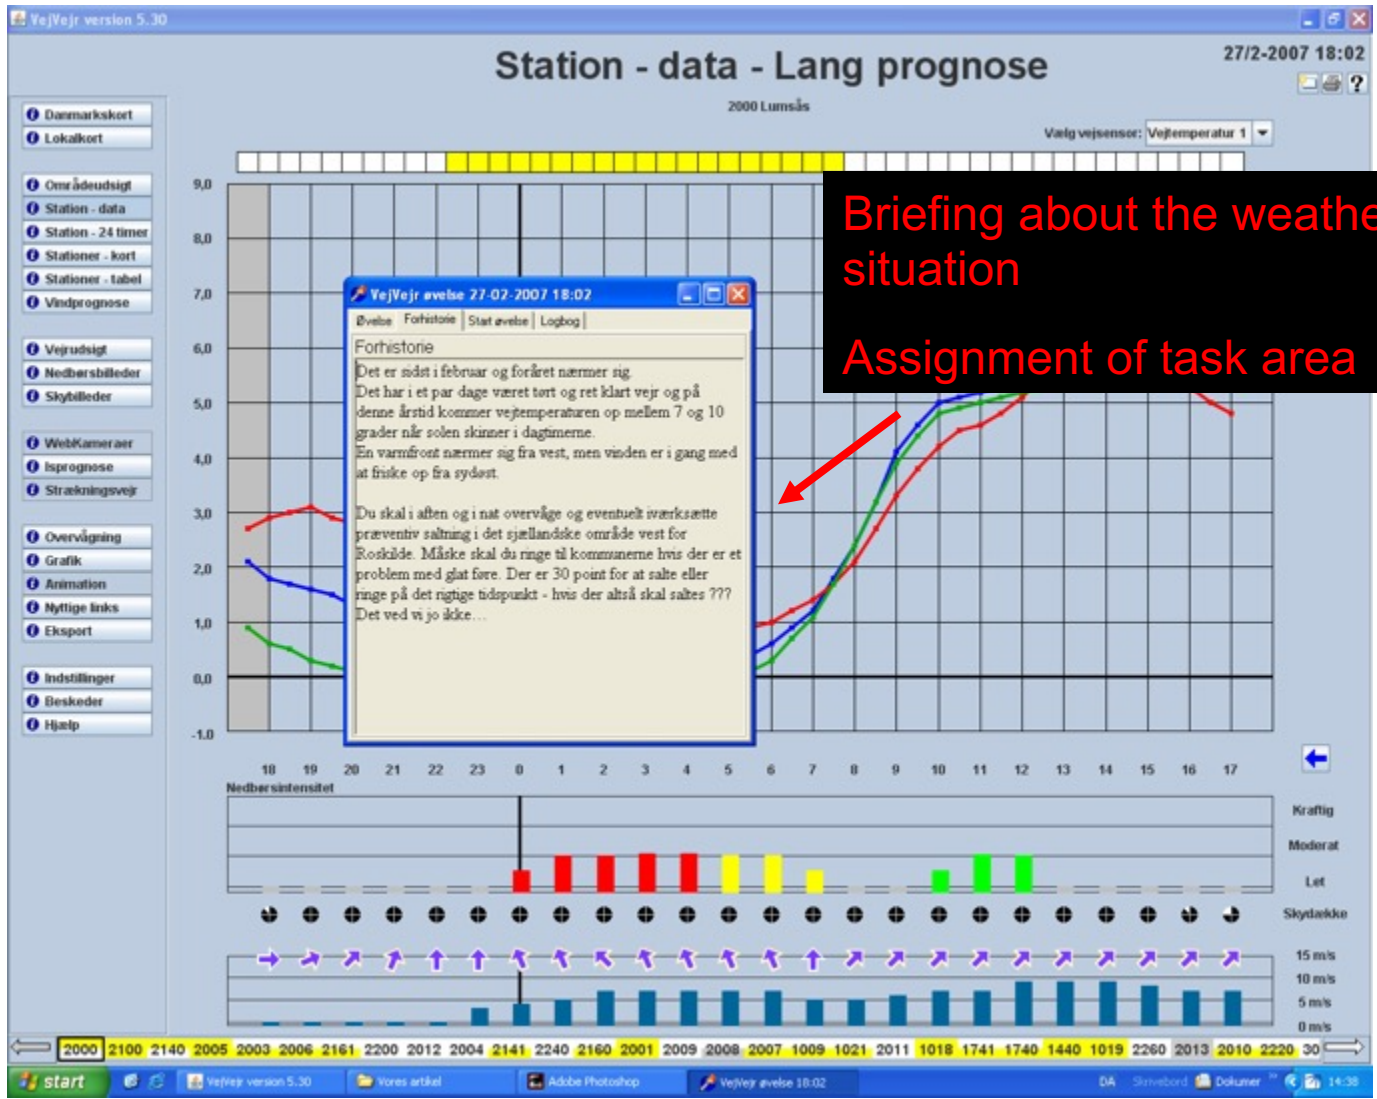 VejVejr version 5.30
Station - data - Lang prognose
27/2-2007 18:02
2000 Lumsås
Vælg vejsensor: Vejtemperatur 1
Danmarkskort
Lokalkort
Områdeudsigt
Station - data
Station - 24 timer
Stationer - kort
Stationer - tabel
Vindprognose
Vejrudsigt
Nedbørsbilleder
Skybilleder
WebKameraer
Isprognose
Strækningsvejr
Overvågning
Grafik
Animation
Nyttige links
Eksport
Indstillinger
Beskeder
Hjælp
9,0
8,0
7,0
6,0
5,0
4,0
3,0
2,0
1,0
0,0
-1,0
Briefing about the weathe
situation
Assignment of task area
VejVejr øvelse 27-02-2007 18:02
Øvelse Forhistorie Start øvelse Logbog
Forhistorie
Det er sidst i februar og foråret nærmer sig.
Det har i et par dage været tørt og ret klart vejr og på
denne årstid kommer vejtemperaturen op mellem 7 og 10
grader når solen skinner i dagtimerne.
En varmfront nærmer sig fra vest, men vinden er i gang med
at friske op fra sydøst.
Du skal i aften og i nat overvåge og eventuelt iværksætte
præventiv saltning i det sjællandske område vest for
Roskilde. Måske skal du ringe til kommunerne hvis der er et
problem med glat føre. Der er 30 point for at salte eller
ringe på det rigtige tidspunkt - hvis der altså skal saltes ???
Det ved vi jo ikke...
18 19 20 21 22 23 0 1 2 3 4 5 6 7 8 9 10 11 12 13 14 15 16 17
Nedbørsintensitet
Kraftig
Moderat
Let
Skydække
15 m/s
10 m/s
5 m/s
0 m/s
2000 2100 2140 2005 2003 2006 2161 2200 2012 2004 2141 2240 2160 2001 2009 2008 2007 1009 1021 2011 1018 1741 1740 1440 1019 2260 2013 2010 2220 30
start VejVejr version 5.30 Vores artikel Adobe Photoshop VejVejr øvelse 18:02 DA Skrivebord Dokumer 14:38